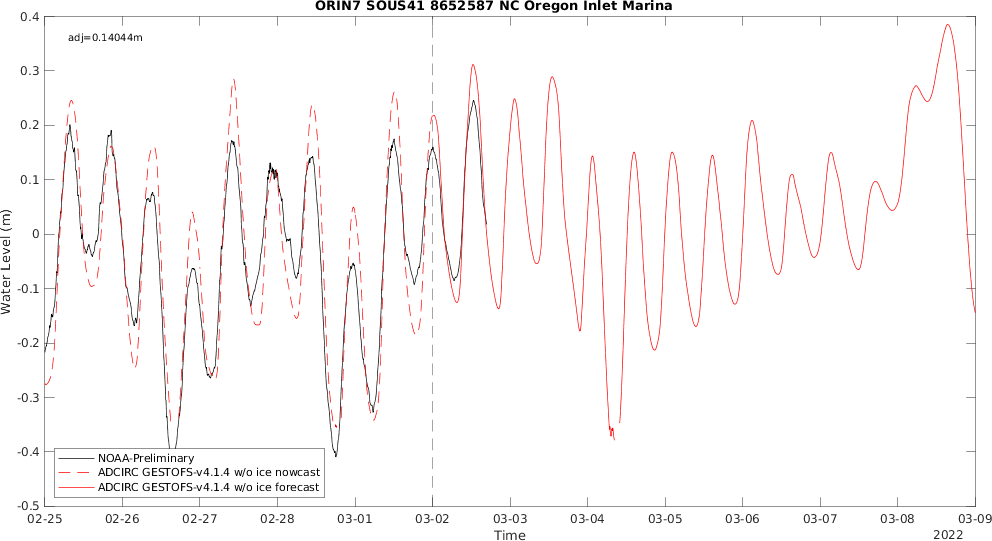 ORIN7 SOUS41 8652587 NC Oregon Inlet Marina
adj=0.14044m
0.4
0.3
0.2
0.1
0
-0.1
-0.2
-0.3
-0.4
-0.5
Water Level (m)
NOAA-Preliminary
ADCIRC GESTOFS-v4.1.4 w/o ice nowcast
ADCIRC GESTOFS-v4.1.4 w/o ice forecast
02-25 02-26 02-27 02-28 03-01 03-02 03-03 03-04 03-05 03-06 03-07 03-08 03-09
Time
2022